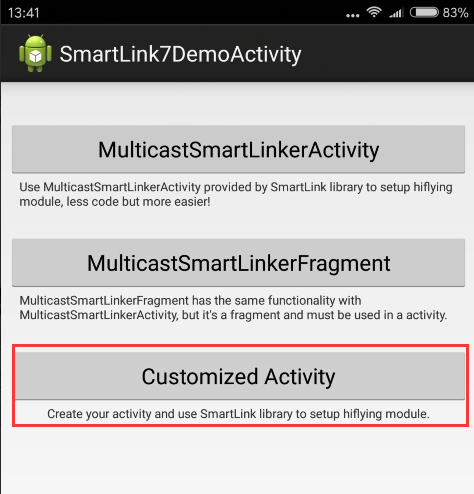 13:41 ... 83%
SmartLink7DemoActivity
MulticastSmartLinkerActivity
Use MulticastSmartLinkerActivity provided by SmartLink library to setup hiflying
module, less code but more easier!
MulticastSmartLinkerFragment
MulticastSmartLinkerFragment has the same functionality with
MulticastSmartLinkerActivity, but it's a fragment and must be used in a activity.
Customized Activity
Create your activity and use SmartLink library to setup hiflying module.